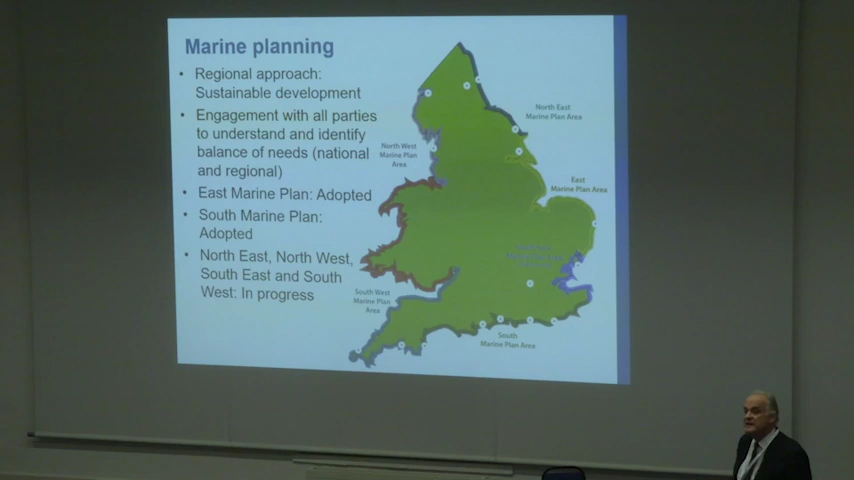 Marine planning
• Regional approach:
Sustainable development
• Engagement with all parties
to understand and identify
balance of needs (national
and regional)
• East Marine Plan: Adopted
• South Marine Plan:
Adopted
• North East, North West,
South East and South
West: In progress
North East
Marine Plan Area
North West
Marine Plan
Area
East
Marine Plan Area
South West
Marine Plan
Area
South
Marine Plan Area